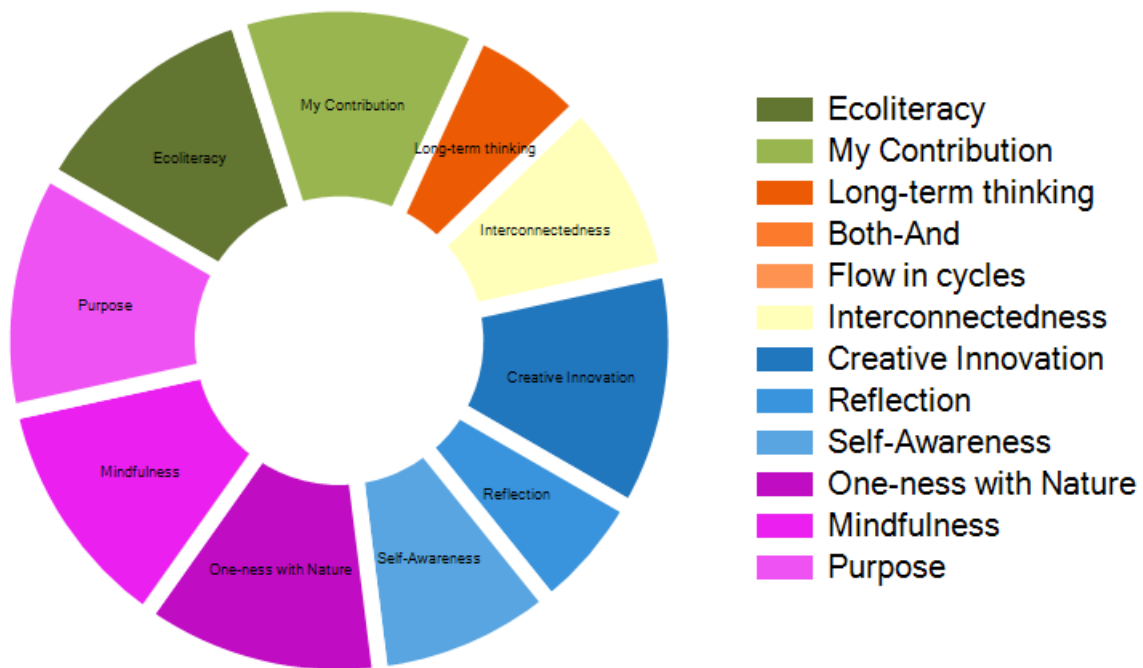 My Contribution
Long-term thinking
Ecoliteracy
Interconnectedness
Purpose
Creative Innovation
Mindfulness
Reflection
Self-Awareness
One-ness with Nature
Ecoliteracy
My Contribution
Long-term thinking
Both-And
Flow in cycles
Interconnectedness
Creative Innovation
Reflection
Self-Awareness
One-ness with Nature
Mindfulness
Purpose